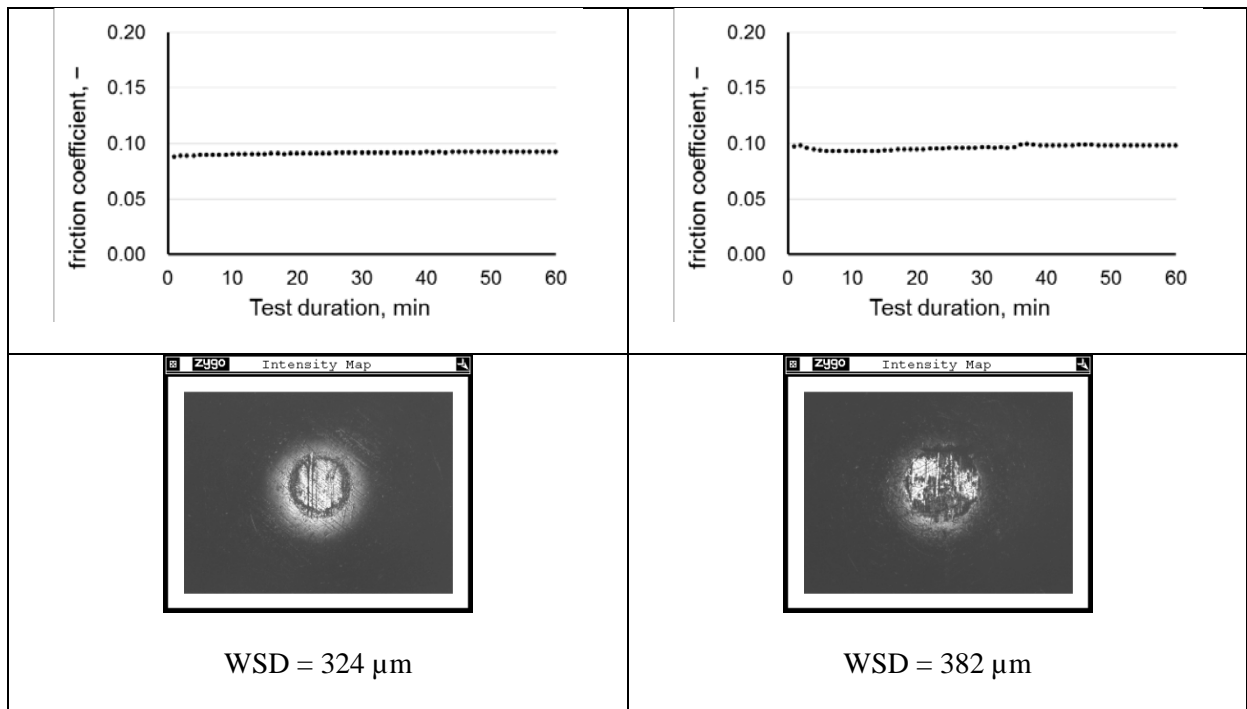 0.20
0.15
0.10
0.05
0.00
friction coefficient, –
0 10 20 30 40 50 60
Test duration, min
0.20
0.15
0.10
0.05
0.00
friction coefficient, –
0 10 20 30 40 50 60
Test duration, min
zygo Intensity Map
WSD = 324 µm
zygo Intensity Map
WSD = 382 µm